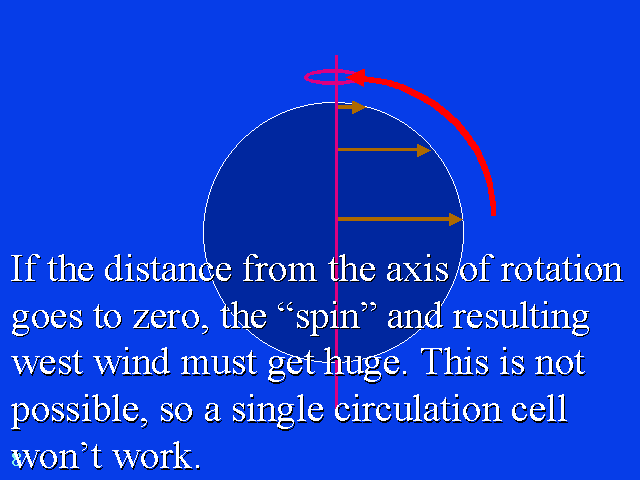 If the distance from the axis of rotation
goes to zero, the “spin” and resulting
west wind must get huge. This is not
possible, so a single circulation cell
won’t work.